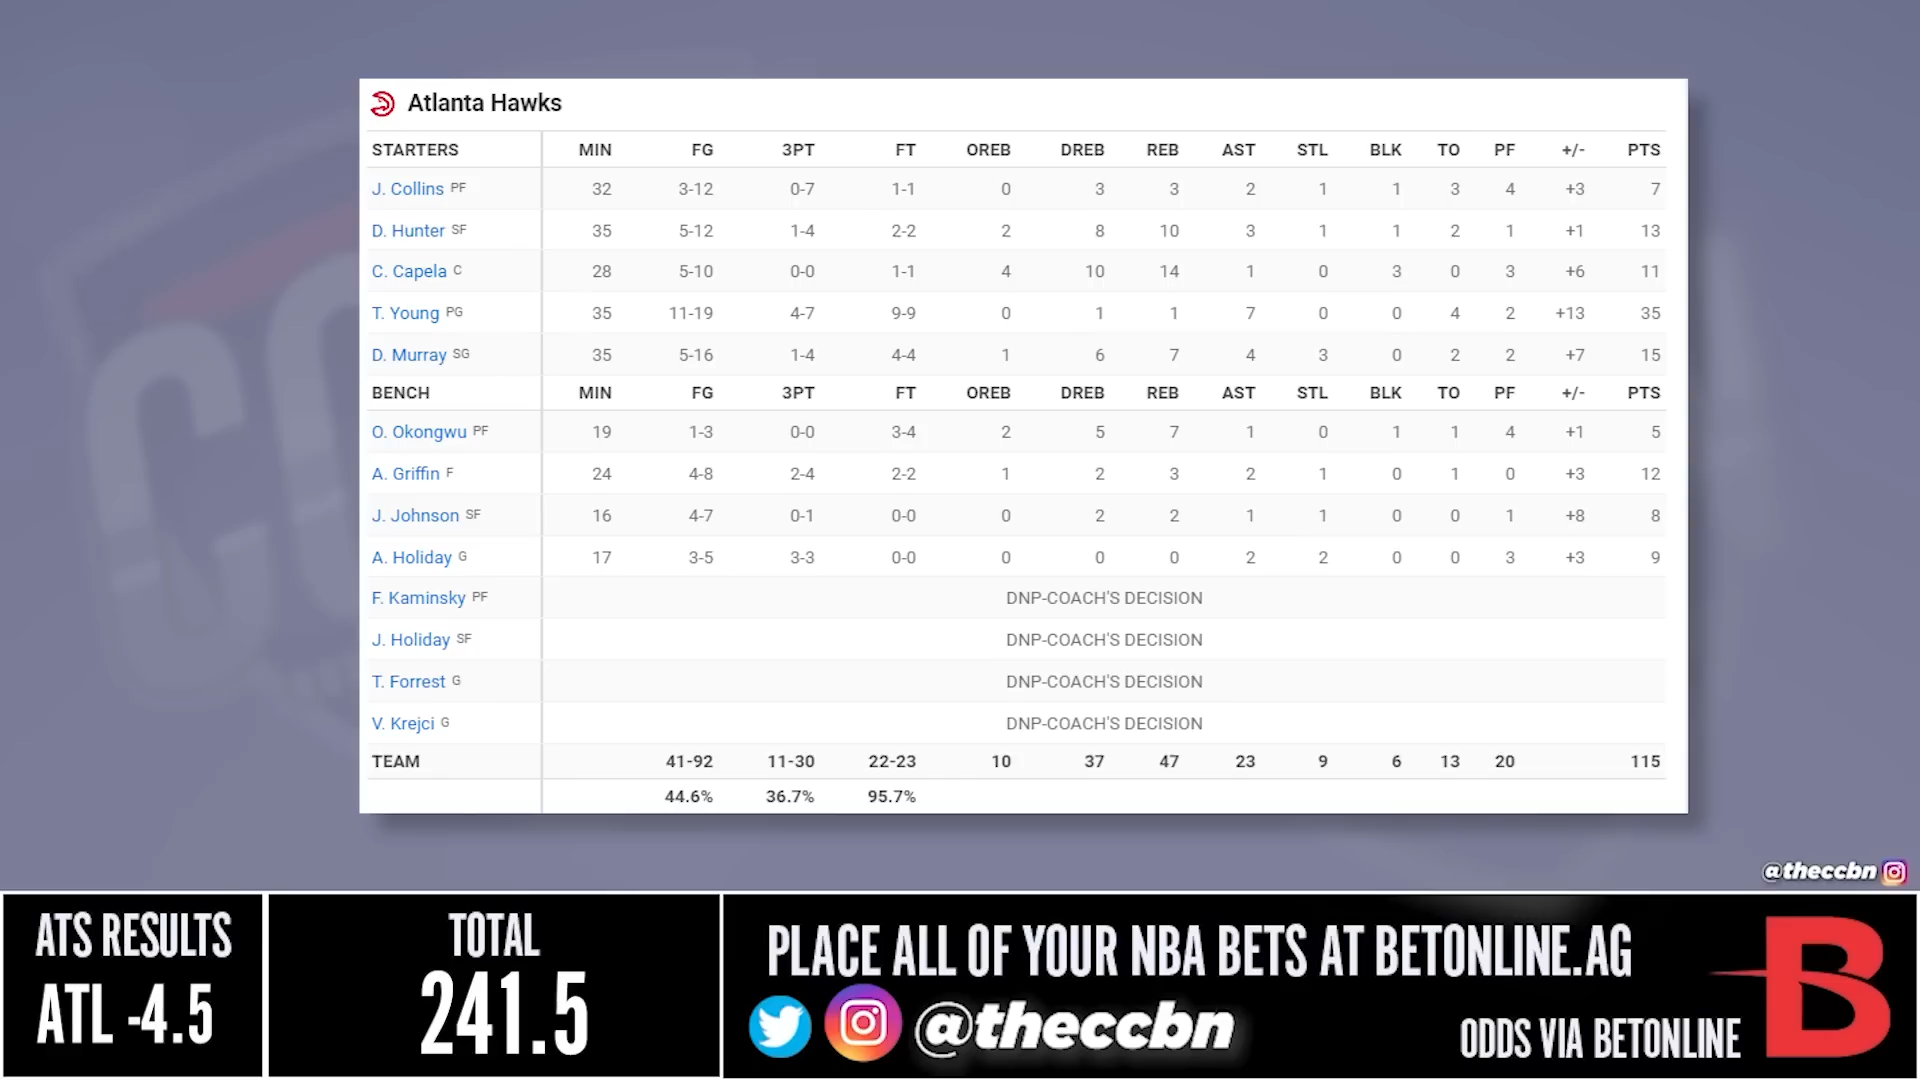 Atlanta Hawks
STARTERS MIN FG 3PT FT OREB DREB REB AST STL BLK TO PF +/- PTS
J. Collins PF 32 3-12 0-7 1-1 0 3 3 2 1 1 3 4 +3 7
D. Hunter SF 35 5-12 1-4 2-2 2 8 10 3 1 1 2 1 +1 13
C. Capela C 28 5-10 0-0 1-1 4 10 14 1 0 3 0 3 +6 11
T. Young PG 35 11-19 4-7 9-9 0 1 1 7 0 0 4 2 +13 35
D. Murray SG 35 5-16 1-4 4-4 1 6 7 4 3 0 2 2 +7 15
BENCH MIN FG 3PT FT OREB DREB REB AST STL BLK TO PF +/- PTS
O. Okongwu PF 19 1-3 0-0 3-4 2 5 7 1 0 1 1 4 +1 5
A. Griffin F 24 4-8 2-4 2-2 1 2 3 2 1 0 1 0 +3 12
J. Johnson SF 16 4-7 0-1 0-0 0 2 2 1 1 0 0 1 +8 8
A. Holiday G 17 3-5 3-3 0-0 0 0 0 2 2 0 0 3 +3 9
F. Kaminsky PF DNP-COACH'S DECISION
J. Holiday SF DNP-COACH'S DECISION
T. Forrest G DNP-COACH'S DECISION
V. Krejci G DNP-COACH'S DECISION
TEAM 41-92 11-30 22-23 10 37 47 23 9 6 13 20 115
44.6% 36.7% 95.7%
@theccbn
ATS RESULTS
ATL -4.5
TOTAL
241.5
PLACE ALL OF YOUR NBA BETS AT BETONLINE.AG
@theccbn
ODDS VIA BETONLINE
B